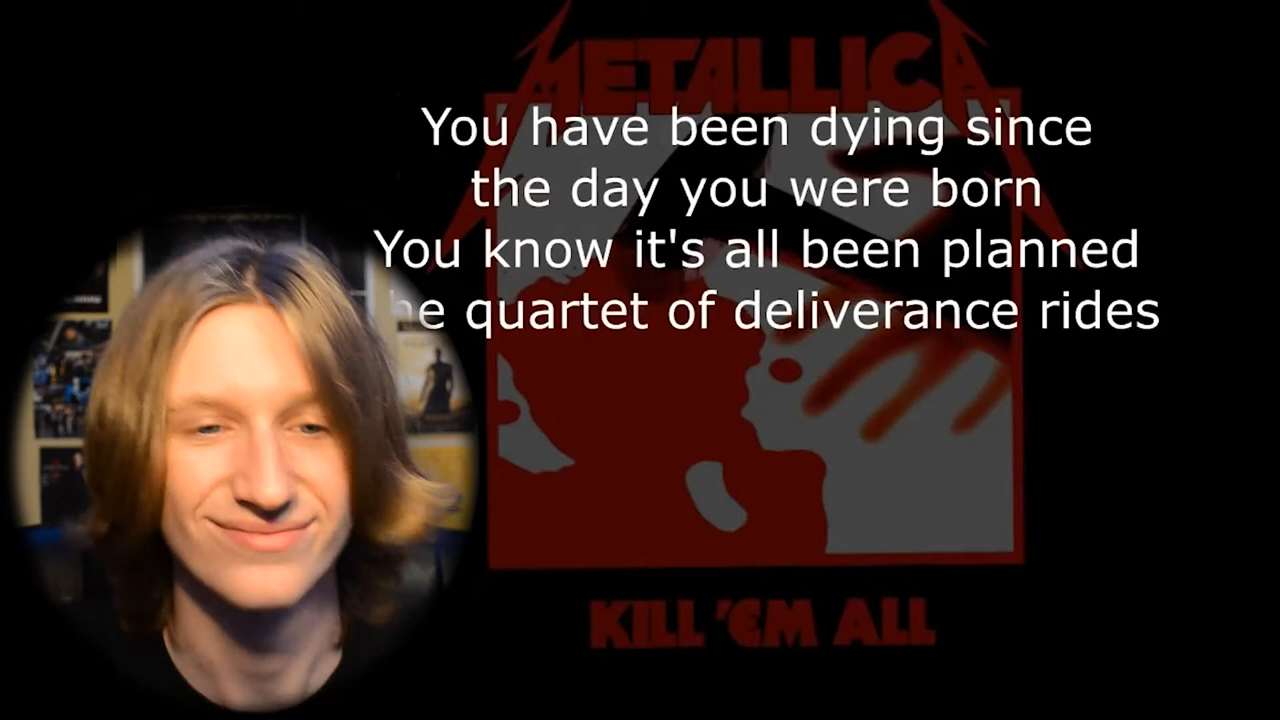 METALLICA
You have been dying since
the day you were born
You know it's all been planned
he quartet of deliverance rides
KILL 'EM ALL